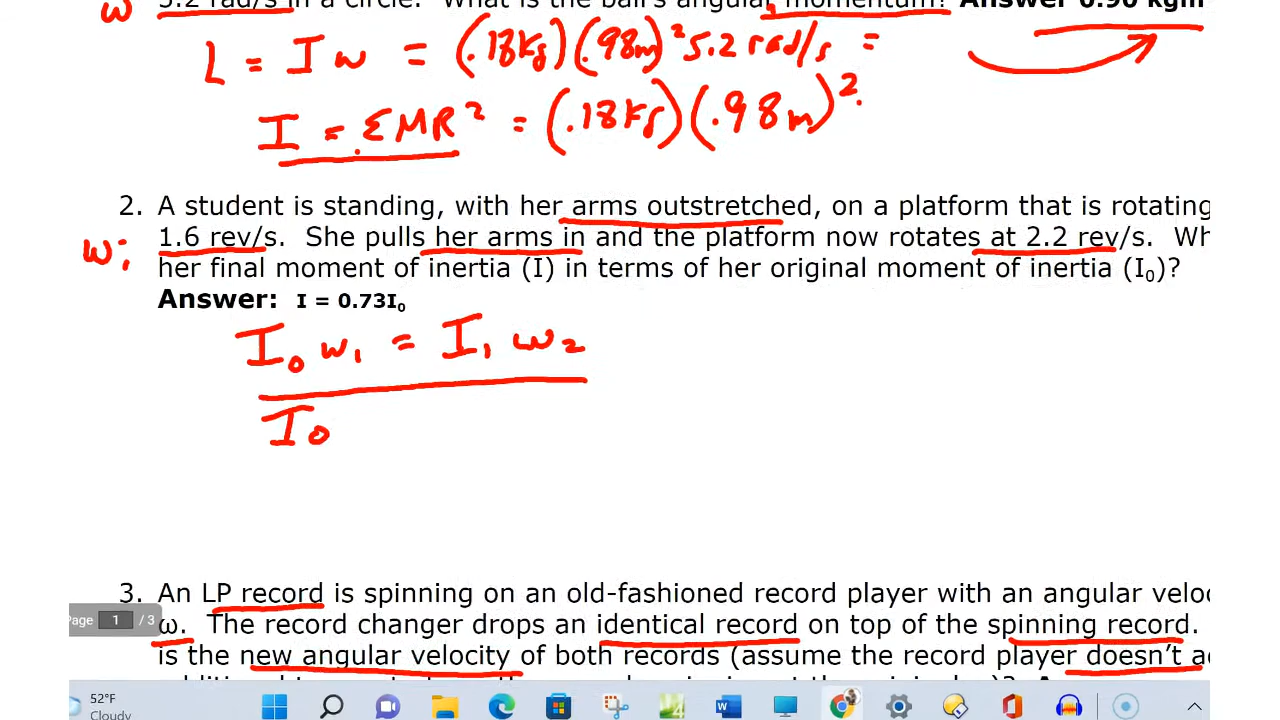 ω 5.2 rad/s in a circle. What is the ball's angular momentum? Answer 0.90 kgm
L = I ω = (.18kg)(.98m)² 5.2 rad/s =
I = ΣMR² = (.18kg)(.98m)².
2. A student is standing, with her arms outstretched, on a platform that is rotating
ωi 1.6 rev/s. She pulls her arms in and the platform now rotates at 2.2 rev/s. Wh
her final moment of inertia (I) in terms of her original moment of inertia (I₀)?
Answer: I = 0.73I₀
I₀ ω₁ = I₁ ω₂
I₀
3. An LP record is spinning on an old-fashioned record player with an angular veloc
ω. The record changer drops an identical record on top of the spinning record.
is the new angular velocity of both records (assume the record player doesn't a
Page 1 / 3
52°F
Cloudy